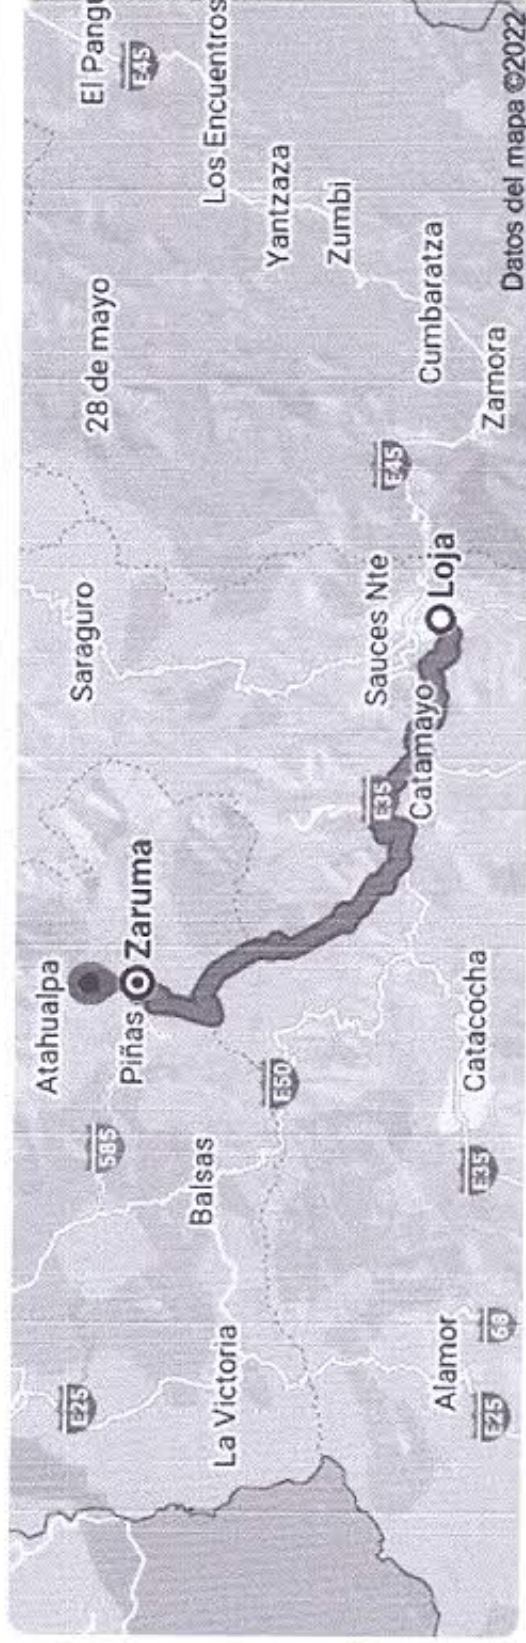 El Pangu
E45
28 de mayo
Los Encuentros
Saraguro
Yantzaza
Zumbi
Atahualpa
Zaruma
Piñas
585
E25
Balsas
La Victoria
E50
Sauces Nte
E35
Catamayo
Loja
E45
Cumbaratza
Zamora
Catacocha
E35
Alamor
68
E25
Datos del mapa ©2022